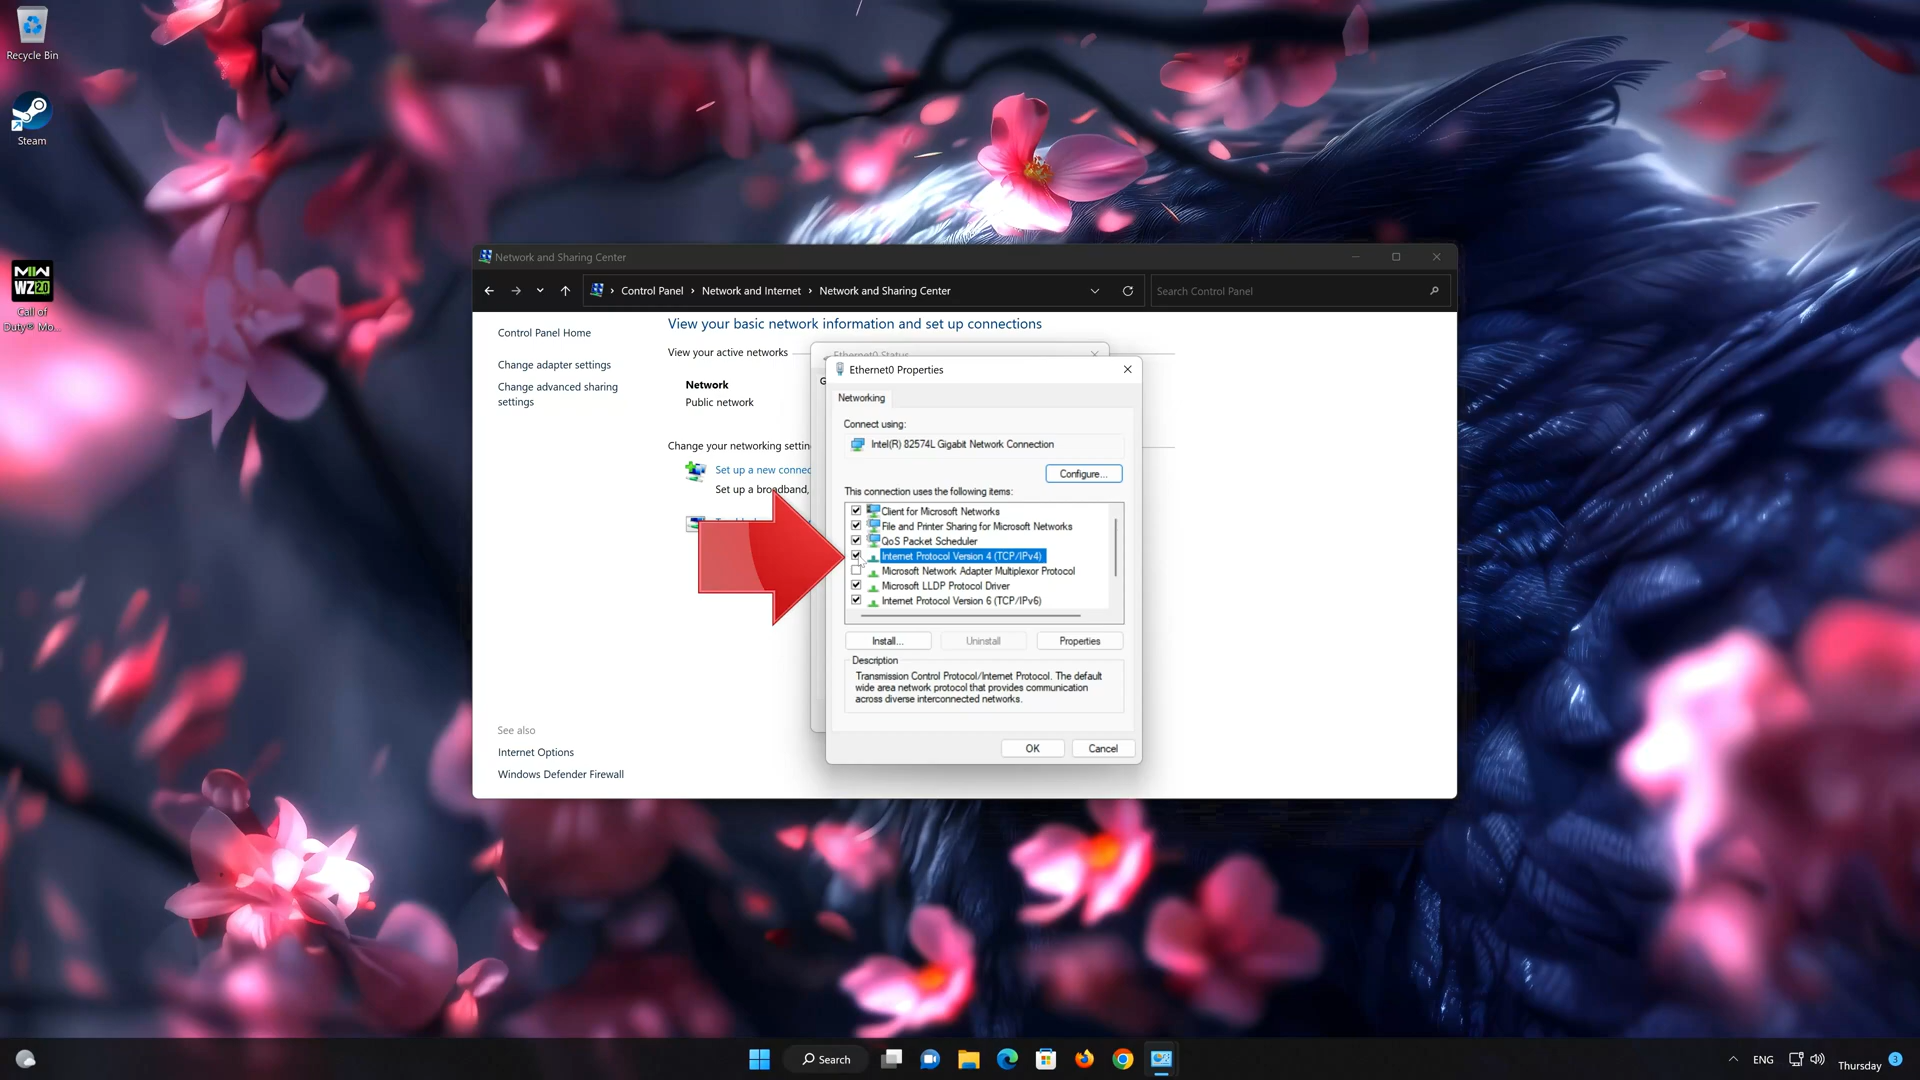 Recycle Bin
Steam
MW
WZ 2.0
Call of
Duty® Mo...
Network and Sharing Center
Control Panel
Network and Internet
Network and Sharing Center
Search Control Panel
Control Panel Home
Change adapter settings
Change advanced sharing
settings
See also
Internet Options
Windows Defender Firewall
View your basic network information and set up connections
View your active networks
Network
Public network
Change your networking settin
Set up a new connec
Set up a broadband,
Ethernet0 Status
G
Ethernet0 Properties
Networking
Connect using:
Intel(R) 82574L Gigabit Network Connection
Configure...
This connection uses the following items:
Client for Microsoft Networks
File and Printer Sharing for Microsoft Networks
QoS Packet Scheduler
Internet Protocol Version 4 (TCP/IPv4)
Microsoft Network Adapter Multiplexor Protocol
Microsoft LLDP Protocol Driver
Internet Protocol Version 6 (TCP/IPv6)
Install...
Uninstall
Properties
Description
Transmission Control Protocol/Internet Protocol. The default
wide area network protocol that provides communication
across diverse interconnected networks.
OK
Cancel
Search
ENG
Thursday
3